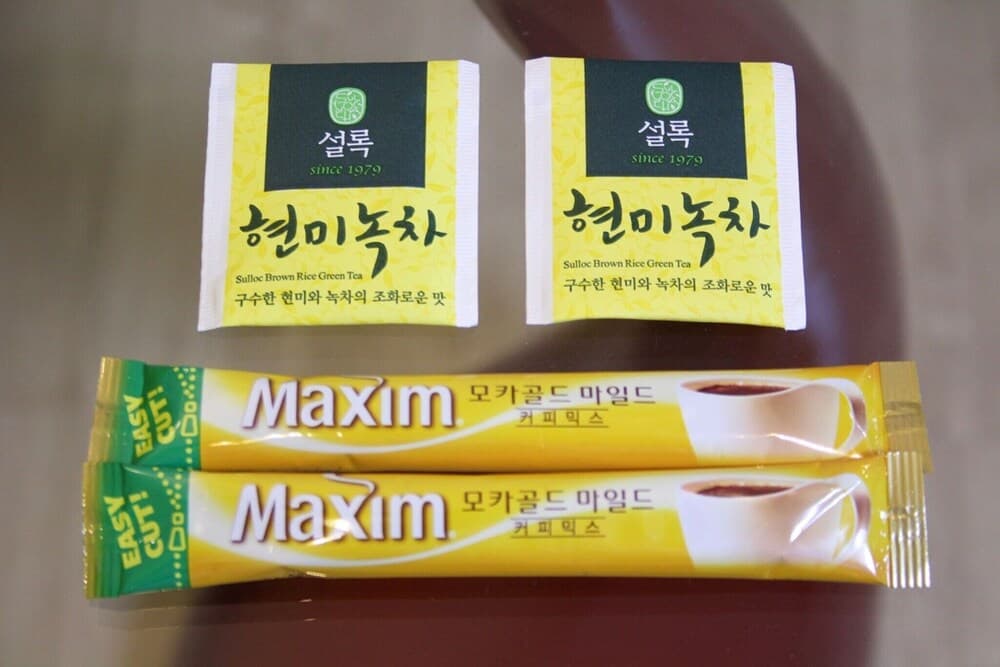 설록
since 1979
현미녹차
Sulloc Brown Rice Green Tea
구수한 현미와 녹차의 조화로운 맛
설록
since 1979
현미녹차
Sulloc Brown Rice Green Tea
구수한 현미와 녹차의 조화로운 맛
EASY
CUT!
Maxim
모카골드 마일드
커피믹스
EASY
CUT!
Maxim
모카골드 마일드
커피믹스